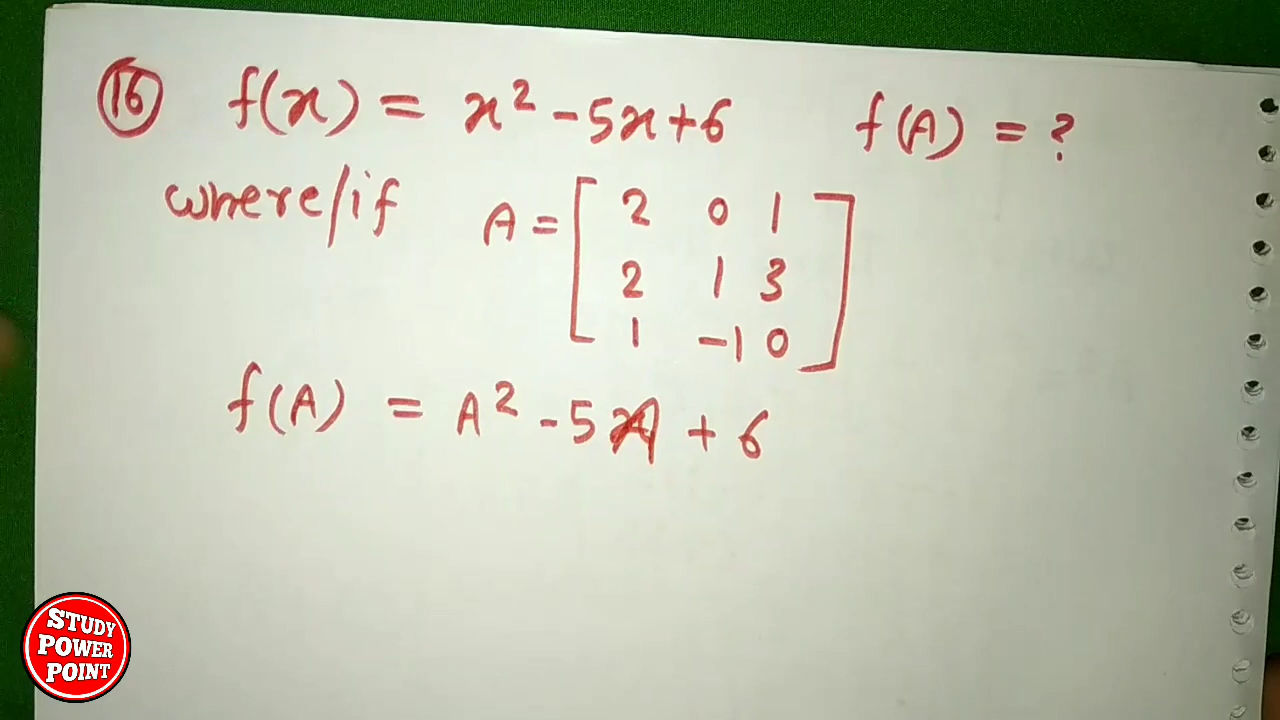 16 f(x) = x² - 5x + 6 f(A) = ?
where/if A = [ 2 0 1
2 1 3
1 -1 0 ]
f(A) = A² - 5A + 6
STUDY
POWER
POINT